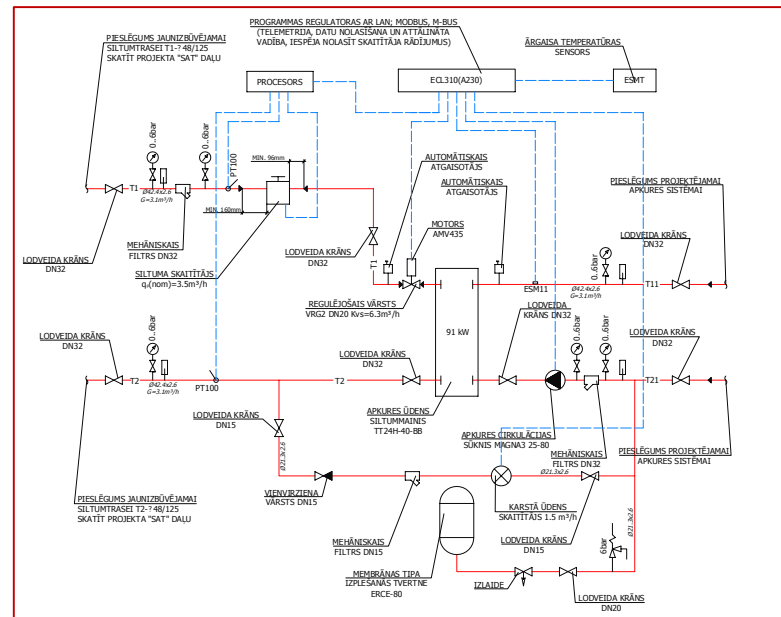 PROGRAMMAS REGULATORAS AR LAN; MODBUS, M-BUS
(TELEMETRIJA, DATU NOLASĪŠANA UN ATTĀLINĀTA
VADĪBA, IESPĒJA NOLASĪT SKAITĪTĀJA RĀDĪJUMUS)
PIESLĒGUMS JAUNIZBŪVĒJAMAI
SILTUMTRASEI T1-? 48/125
SKATĪT PROJEKTA "SAT" DAĻU
ĀRGAISA TEMPERATŪRAS
SENSORS
PROCESORS
ECL310(A230)
ESMT
0..6bar
0..6bar
PT100
MIN. 96mm
MIN. 160mm
T1
Ø42.4x2.6
G=3.1m³/h
LODVEIDA KRĀNS
DN32
MEHĀNISKAIS
FILTRS DN32
SILTUMA SKAITĪTĀJS
qₙ(nom)=3.5m³/h
LODVEIDA KRĀNS
DN32
T1
AUTOMĀTISKAIS
ATGAISOTĀJS
AUTOMĀTISKAIS
ATGAISOTĀJS
MOTORS
AMV435
REGULĒJOŠAIS VĀRSTS
VRG2 DN20 Kvs=6.3m³/h
PIESLĒGUMS PROJEKTĒJAMAI
APKURES SISTĒMAI
LODVEIDA KRĀNS
DN32
0..6bar
ESM11
Ø42.4x2.6
G=3.1m³/h
T11
91 kW
LODVEIDA
KRĀNS DN32
LODVEIDA KRĀNS
DN32
0..6bar
T2
Ø42.4x2.6
G=3.1m³/h
PT100
T2
LODVEIDA KRĀNS
DN32
0..6bar
0..6bar
LODVEIDA KRĀNS
DN32
T21
LODVEIDA KRĀNS
DN15
Ø21.3x2.6
APKURES ŪDENS
SILTUMMAINIS
TT24H-40-BB
APKURES CIRKULĀCIJAS
SŪKNIS MAGNA3 25-80
MEHĀNISKAIS
FILTRS DN32
PIESLĒGUMS PROJEKTĒJAMAI
APKURES SISTĒMAI
PIESLĒGUMS JAUNIZBŪVĒJAMAI
SILTUMTRASEI T2-? 48/125
SKATĪT PROJEKTA "SAT" DAĻU
VIENVIRZIENA
VĀRSTS DN15
MEHĀNISKAIS
FILTRS DN15
KARSTĀ ŪDENS
SKAITĪTĀJS 1.5 m³/h
Ø21.3x2.6
LODVEIDA KRĀNS
DN15
Ø21.3x2.6
6bar
MEMBRĀNAS TIPA
IZPLEŠANĀS TVERTNE
ERCE-80
IZLAIDE
LODVEIDA KRĀNS
DN20